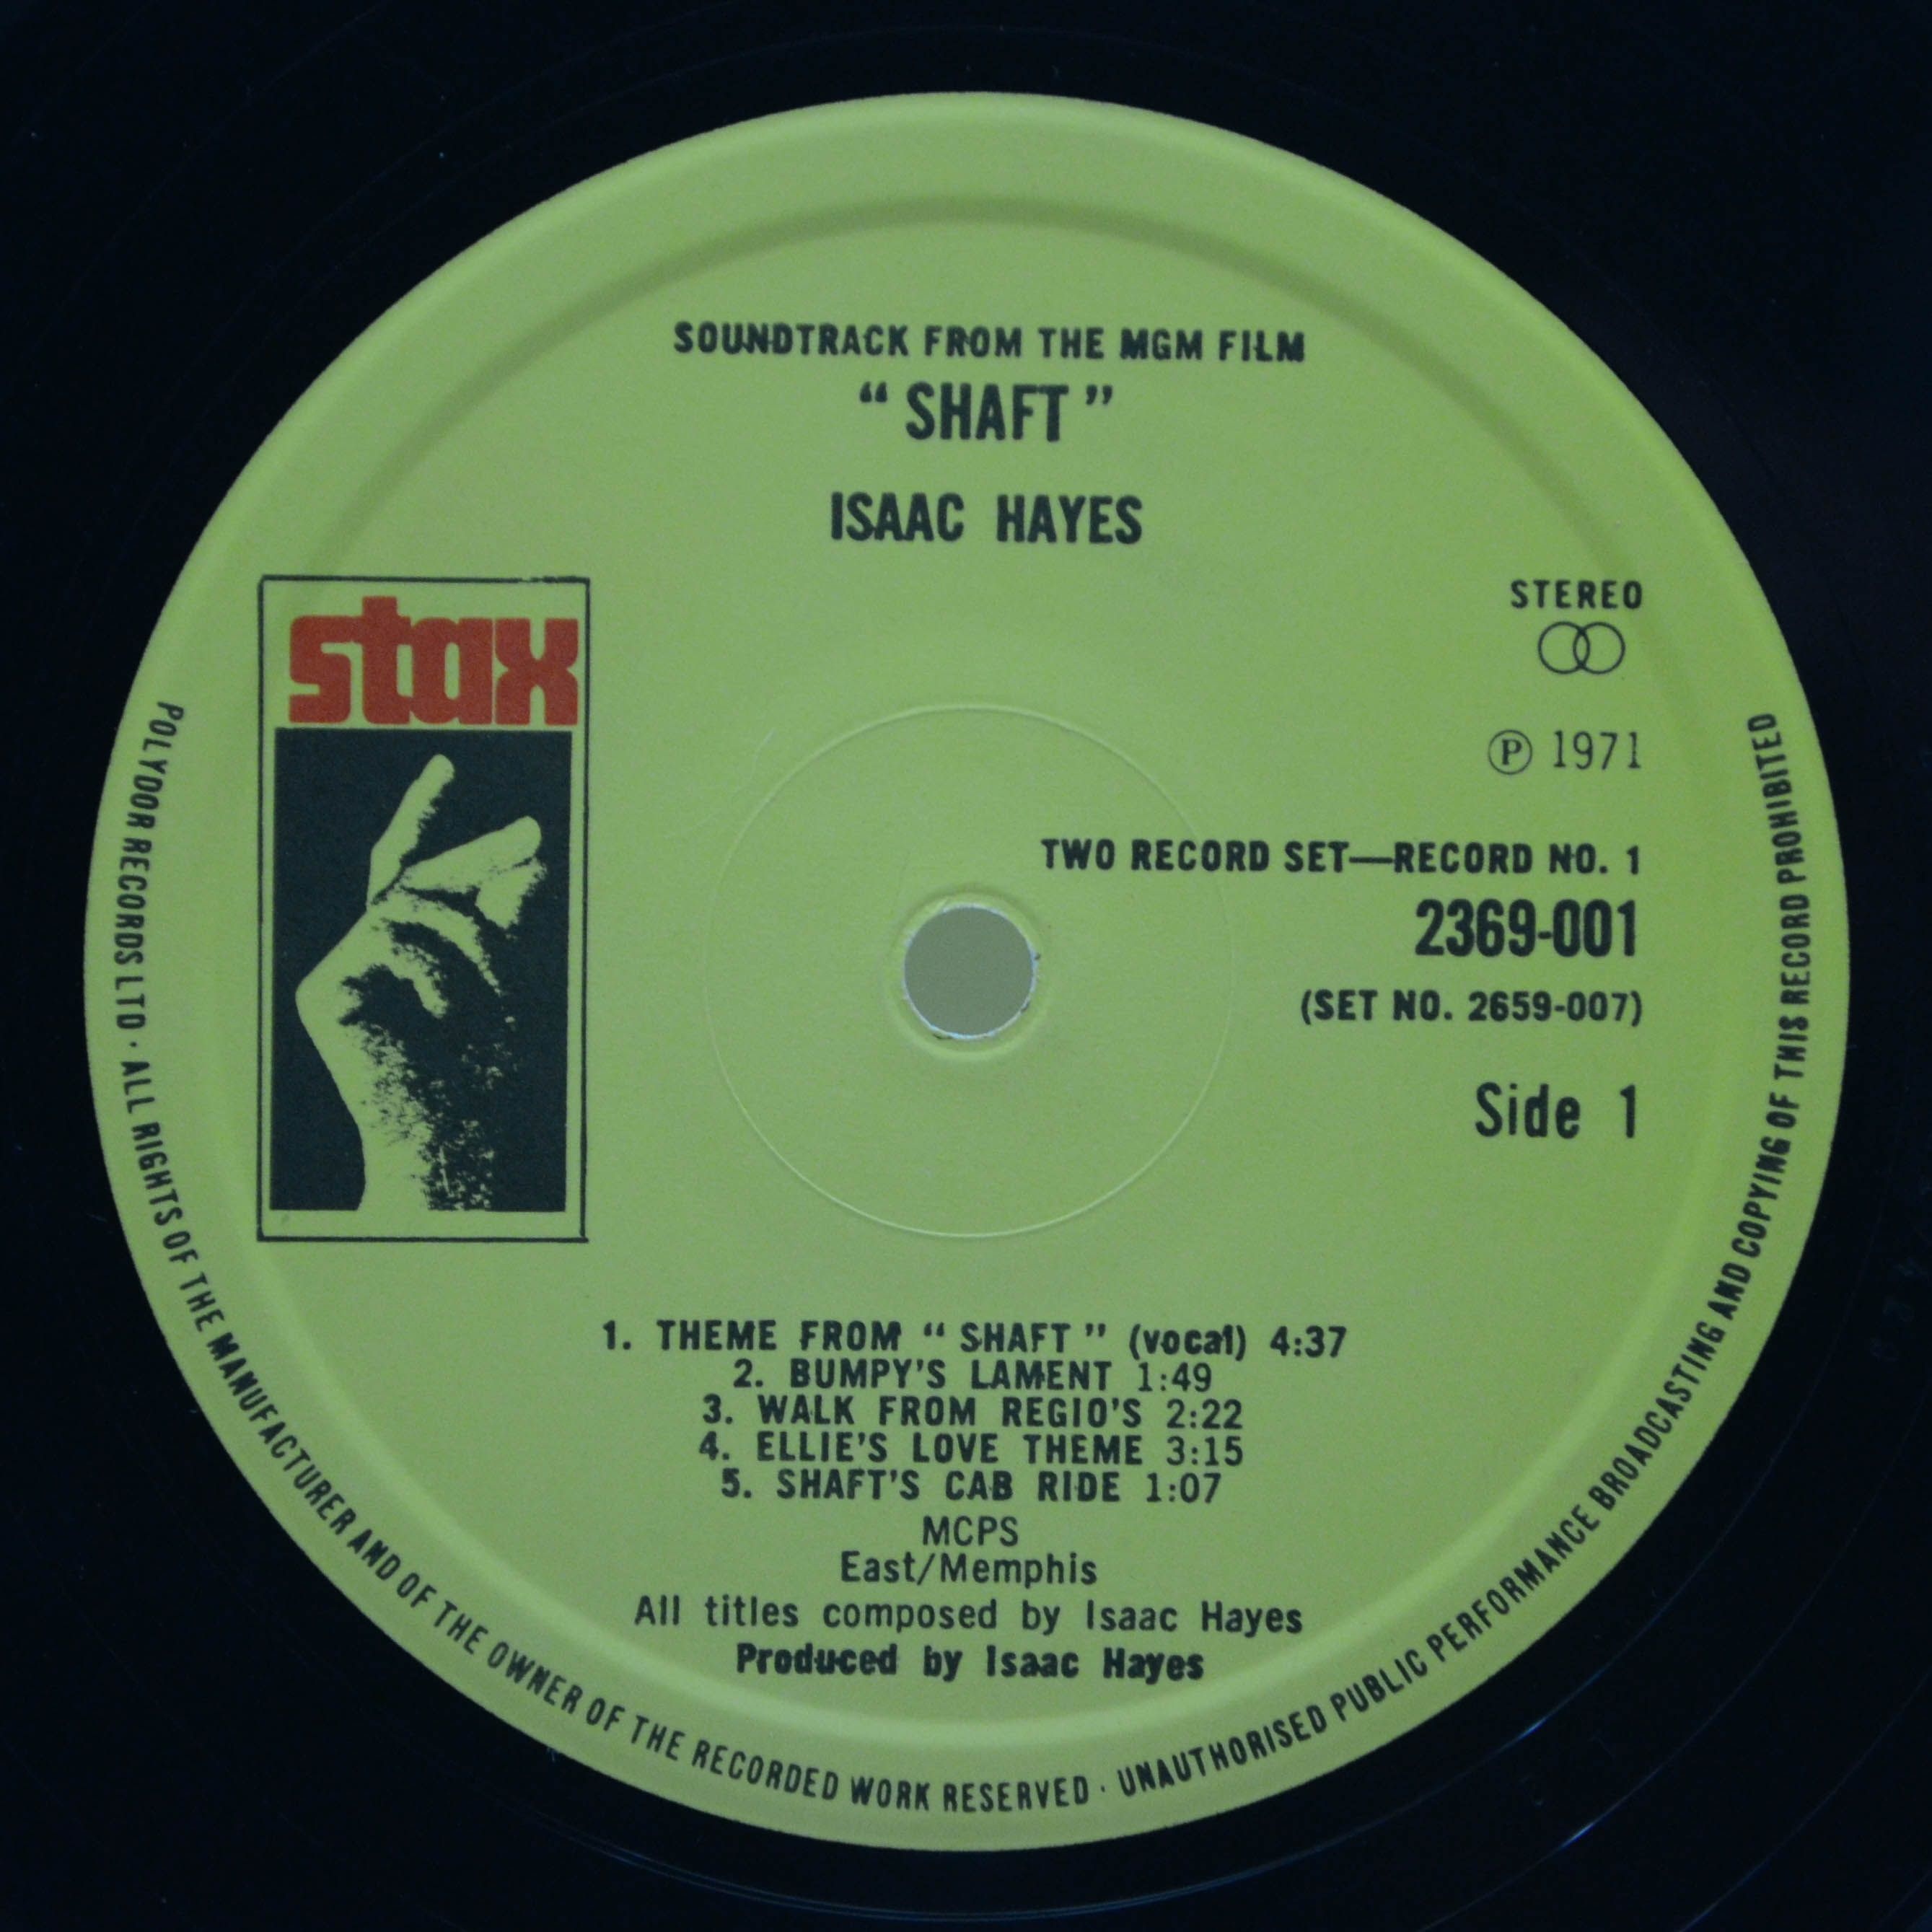 SOUNDTRACK FROM THE MGM FILM
“ SHAFT ”
ISAAC HAYES
stax
STEREO
℗ 1971
TWO RECORD SET—RECORD NO. 1
2369-001
(SET NO. 2659-007)
Side 1
1. THEME FROM “ SHAFT ” (vocal) 4:37
2. BUMPY'S LAMENT 1:49
3. WALK FROM REGIO'S 2:22
4. ELLIE'S LOVE THEME 3:15
5. SHAFT'S CAB RIDE 1:07
MCPS
East/Memphis
All titles composed by Isaac Hayes
Produced by Isaac Hayes
POLYDOR RECORDS LTD · ALL RIGHTS OF THE MANUFACTURER AND OF THE OWNER OF THE RECORDED WORK RESERVED · UNAUTHORISED PUBLIC PERFORMANCE BROADCASTING AND COPYING OF THIS RECORD PROHIBITED